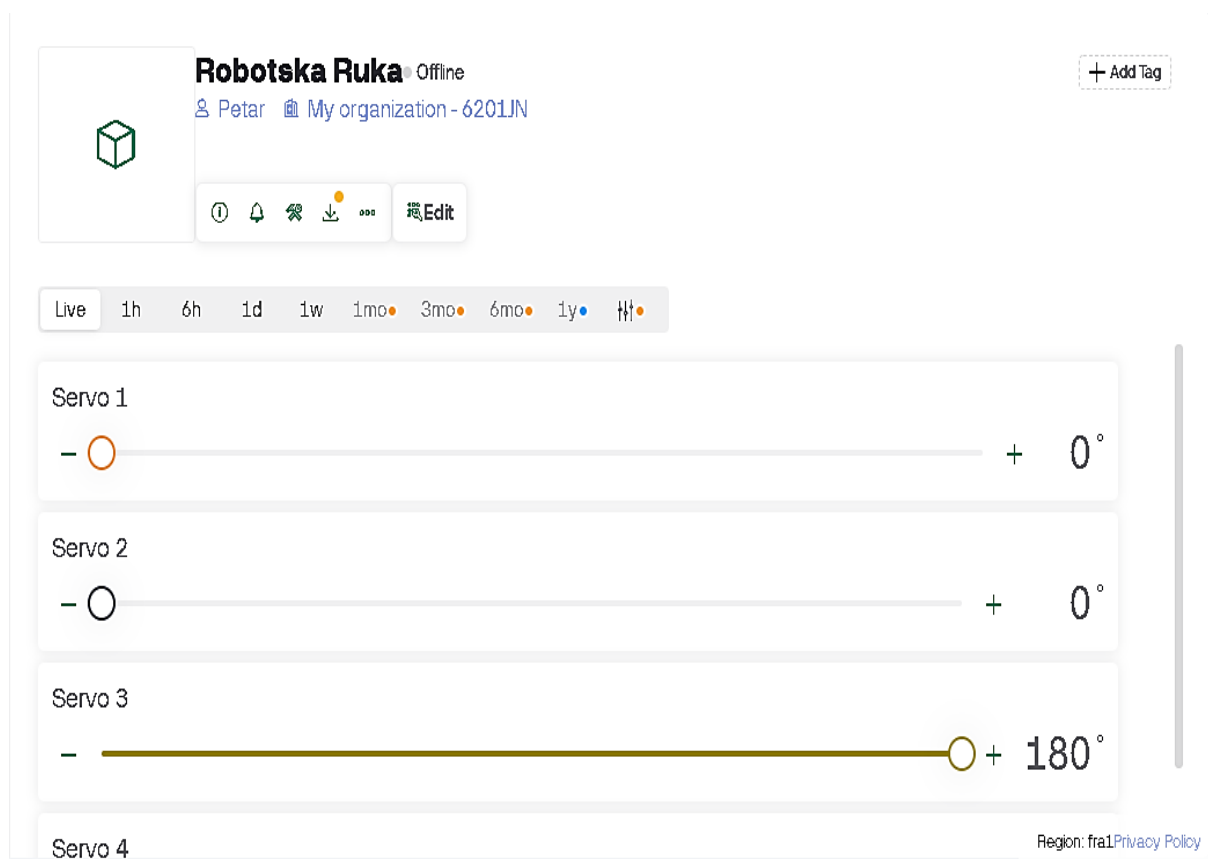 Robotska Ruka Offline
+ Add Tag
Petar My organization - 6201JN
Edit
Live 1h 6h 1d 1w 1mo 3mo 6mo 1y
Servo 1
− + 0°
Servo 2
− + 0°
Servo 3
− + 180°
Servo 4
Region: fra1 Privacy Policy